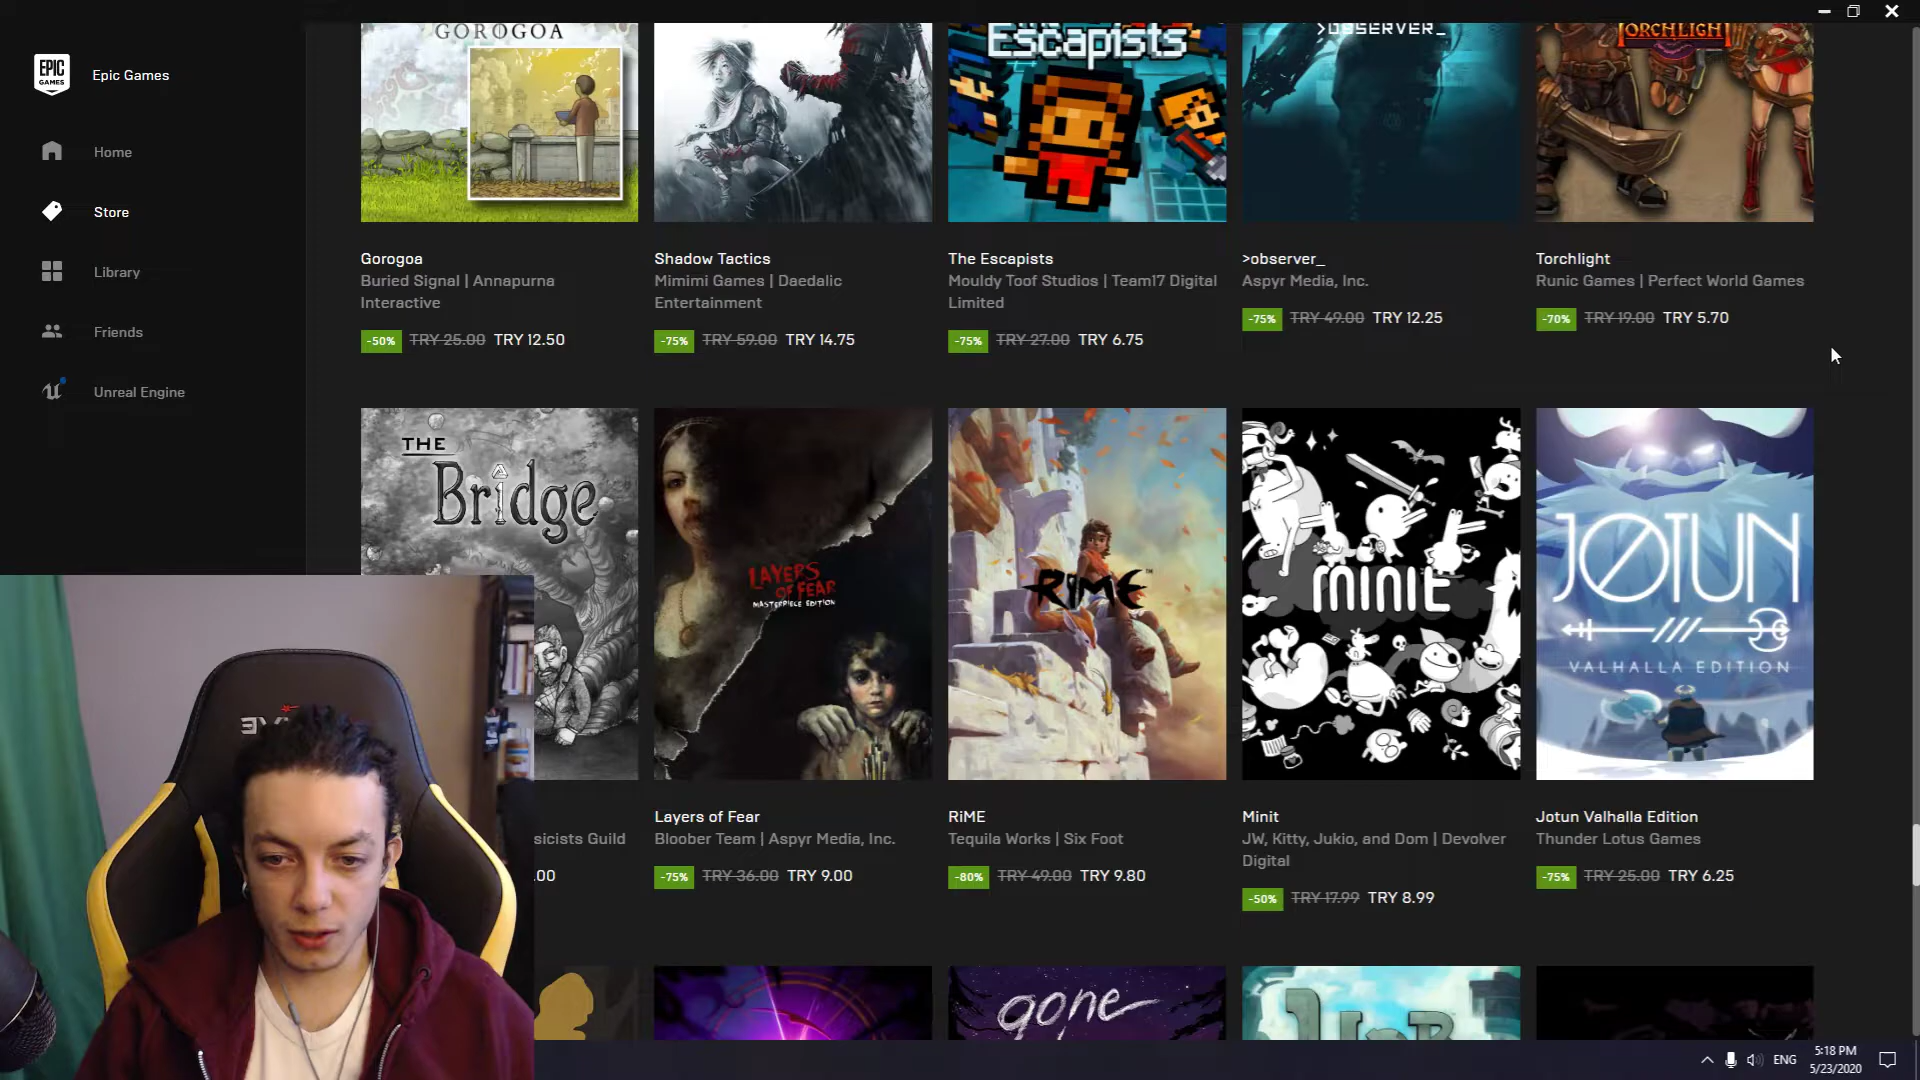 EPIC
GAMES
Epic Games
Home
Store
Library
Friends
Unreal Engine
GOROGOA
Escapists
>OBSERVER_
TORCHLIGHT
Gorogoa
Buried Signal | Annapurna
Interactive
-50% TRY 25.00 TRY 12.50
Shadow Tactics
Mimimi Games | Daedalic
Entertainment
-75% TRY 59.00 TRY 14.75
The Escapists
Mouldy Toof Studios | Team17 Digital
Limited
-75% TRY 27.00 TRY 6.75
>observer_
Aspyr Media, Inc.
-75% TRY 49.00 TRY 12.25
Torchlight
Runic Games | Perfect World Games
-70% TRY 19.00 TRY 5.70
THE
Bridge
LAYERS
OF FEAR
MASTERPIECE EDITION
RiME
minit
JOTUN
VALHALLA EDITION
sicists Guild
.00
Layers of Fear
Bloober Team | Aspyr Media, Inc.
-75% TRY 36.00 TRY 9.00
RiME
Tequila Works | Six Foot
-80% TRY 49.00 TRY 9.80
Minit
JW, Kitty, Jukio, and Dom | Devolver
Digital
-50% TRY 17.99 TRY 8.99
Jotun Valhalla Edition
Thunder Lotus Games
-75% TRY 25.00 TRY 6.25
gone
ENG
5:18 PM
5/23/2020